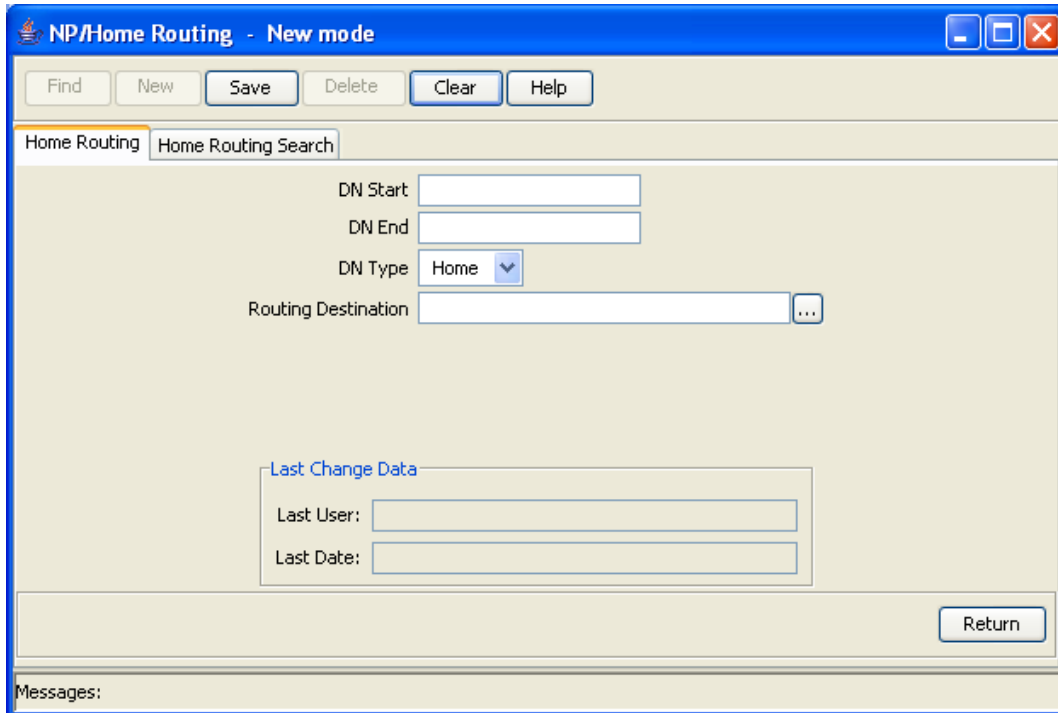 NP/Home Routing - New mode
Find New Save Delete Clear Help
Home Routing Home Routing Search
DN Start
DN End
DN Type Home
Routing Destination ...
Last Change Data
Last User:
Last Date:
Return
Messages: